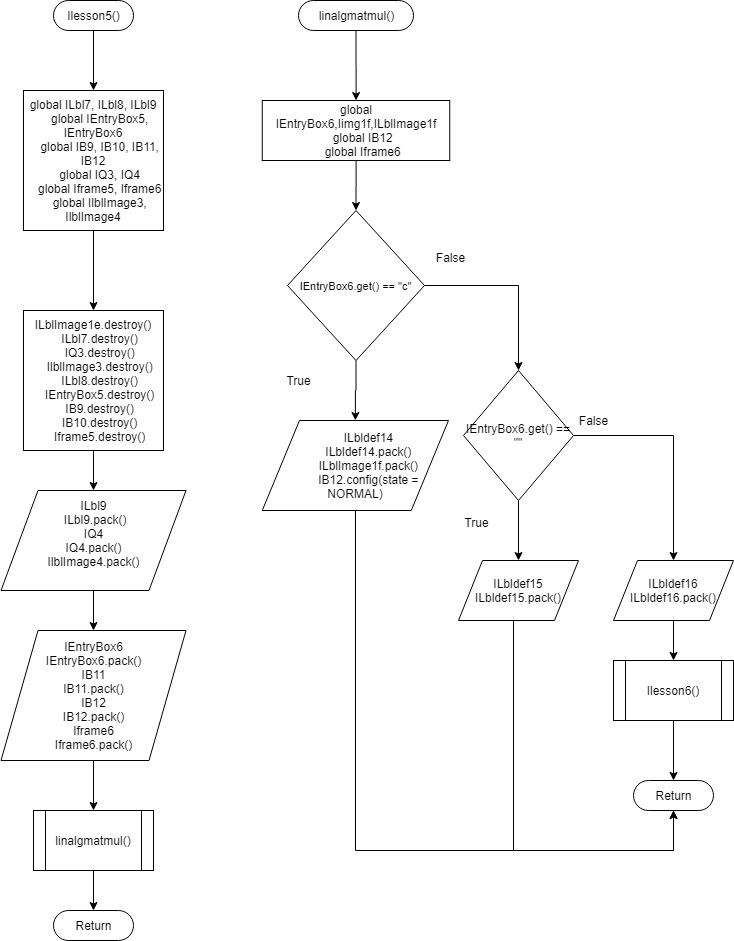 llesson5()
global lLbl7, lLbl8, lLbl9
global lEntryBox5,
lEntryBox6
global lB9, lB10, lB11,
lB12
global lQ3, lQ4
global lframe5, lframe6
global llblImage3,
llblImage4
lLblImage1e.destroy()
lLbl7.destroy()
lQ3.destroy()
llblImage3.destroy()
lLbl8.destroy()
lEntryBox5.destroy()
lB9.destroy()
lB10.destroy()
lframe5.destroy()
lLbl9
lLbl9.pack()
lQ4
lQ4.pack()
llblImage4.pack()
lEntryBox6
lEntryBox6.pack()
lB11
lB11.pack()
lB12
lB12.pack()
lframe6
lframe6.pack()
linalgmatmul()
Return
linalgmatmul()
global
lEntryBox6,limg1f,lLblImage1f
global lB12
global lframe6
lEntryBox6.get() == "c"
False
True
lLbldef14
lLbldef14.pack()
lLblImage1f.pack()
lB12.config(state =
NORMAL)
lEntryBox6.get() ==
""
False
True
lLbldef15
lLbldef15.pack()
lLbldef16
lLbldef16.pack()
llesson6()
Return